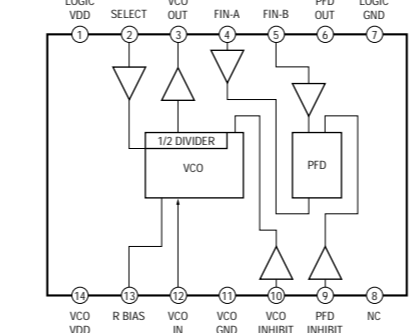 LOGIC VCO PFD LOGIC
VDD SELECT OUT FIN-A FIN-B OUT GND
1 2 3 4 5 6 7
1/2 DIVIDER
VCO PFD
14 13 12 11 10 9 8
VCO R BIAS VCO VCO VCO PFD NC
VDD IN GND INHIBIT INHIBIT